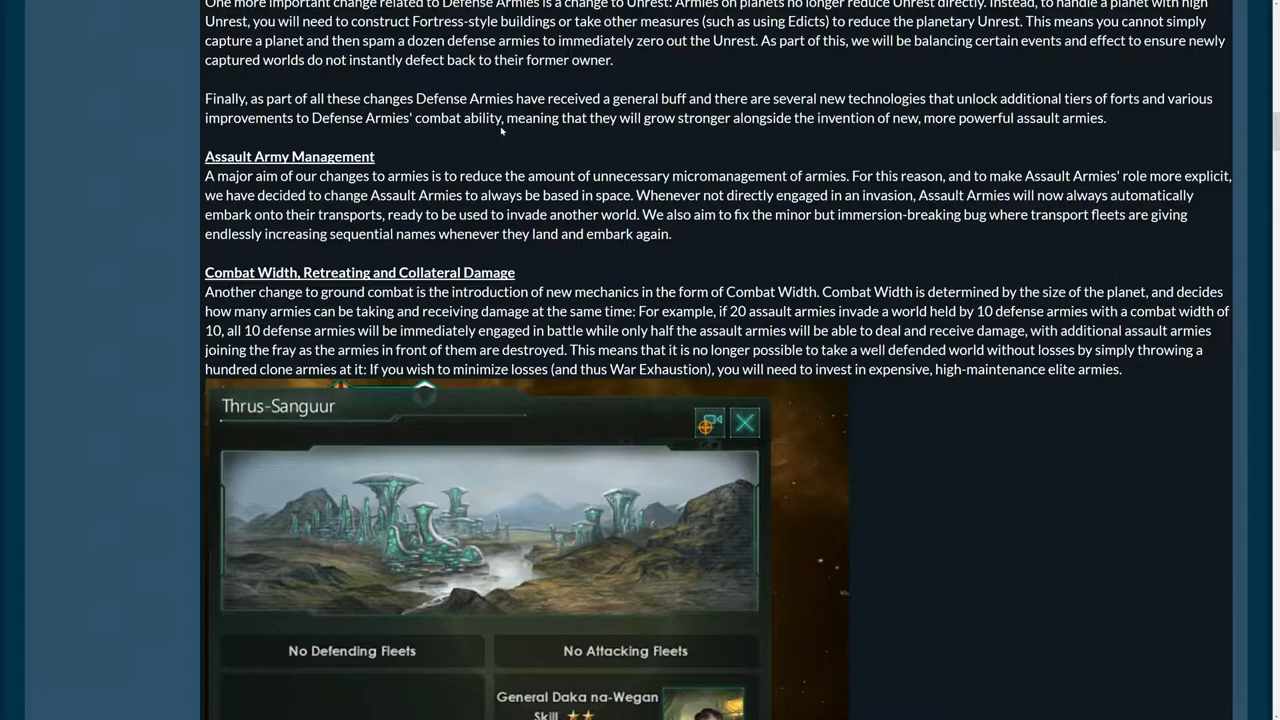 One more important change related to Defense Armies is a change to Unrest: Armies on planets no longer reduce Unrest directly. Instead, to handle a planet with high
Unrest, you will need to construct Fortress-style buildings or take other measures (such as using Edicts) to reduce the planetary Unrest. This means you cannot simply
capture a planet and then spam a dozen defense armies to immediately zero out the Unrest. As part of this, we will be balancing certain events and effect to ensure newly
captured worlds do not instantly defect back to their former owner.
Finally, as part of all these changes Defense Armies have received a general buff and there are several new technologies that unlock additional tiers of forts and various
improvements to Defense Armies' combat ability, meaning that they will grow stronger alongside the invention of new, more powerful assault armies.
Assault Army Management
A major aim of our changes to armies is to reduce the amount of unnecessary micromanagement of armies. For this reason, and to make Assault Armies' role more explicit,
we have decided to change Assault Armies to always be based in space. Whenever not directly engaged in an invasion, Assault Armies will now always automatically
embark onto their transports, ready to be used to invade another world. We also aim to fix the minor but immersion-breaking bug where transport fleets are giving
endlessly increasing sequential names whenever they land and embark again.
Combat Width, Retreating and Collateral Damage
Another change to ground combat is the introduction of new mechanics in the form of Combat Width. Combat Width is determined by the size of the planet, and decides
how many armies can be taking and receiving damage at the same time: For example, if 20 assault armies invade a world held by 10 defense armies with a combat width of
10, all 10 defense armies will be immediately engaged in battle while only half the assault armies will be able to deal and receive damage, with additional assault armies
joining the fray as the armies in front of them are destroyed. This means that it is no longer possible to take a well defended world without losses by simply throwing a
hundred clone armies at it: If you wish to minimize losses (and thus War Exhaustion), you will need to invest in expensive, high-maintenance elite armies.
Thrus-Sanguur
No Defending Fleets
No Attacking Fleets
General Daka na-Wegan
Skill